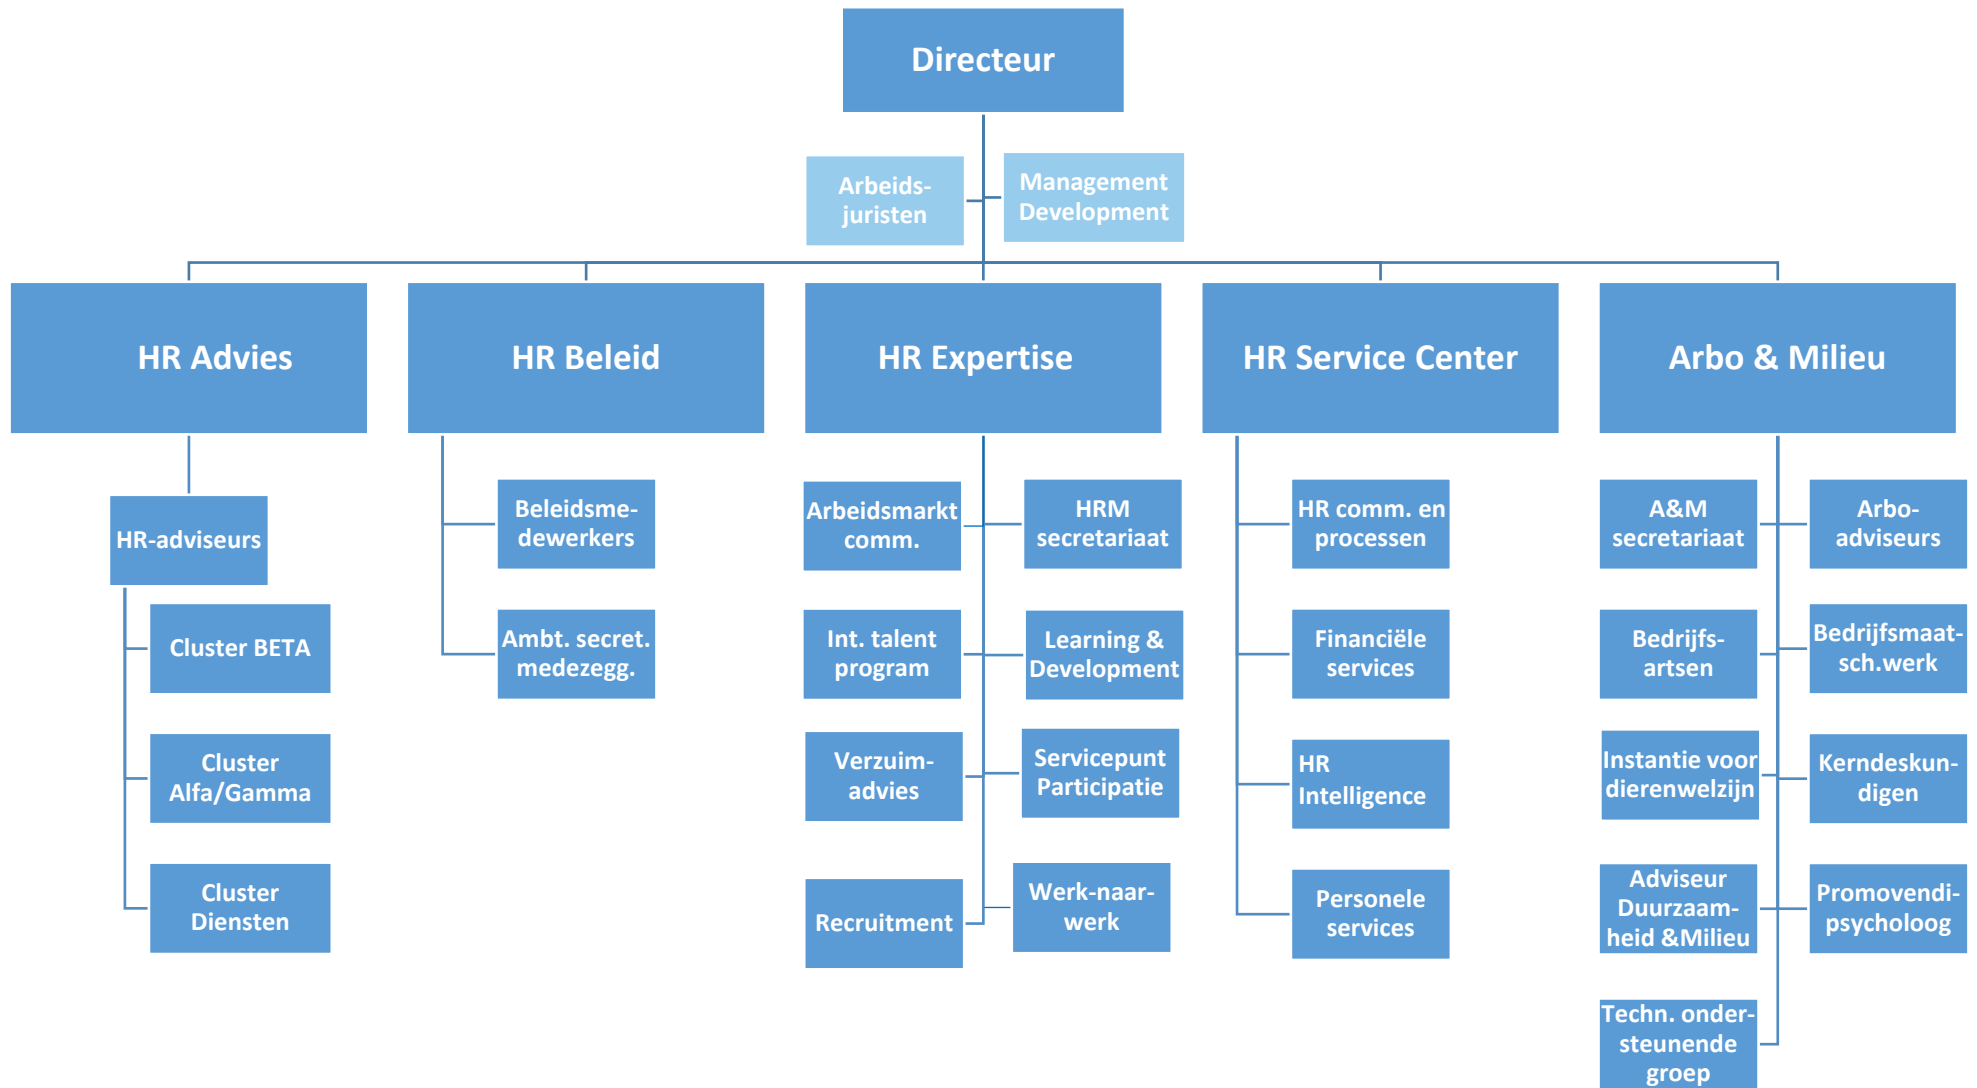 Directeur
Arbeids-
juristen
Management
Development
HR Advies
HR Beleid
HR Expertise
HR Service Center
Arbo & Milieu
HR-adviseurs
Cluster BETA
Cluster
Alfa/Gamma
Cluster
Diensten
Beleidsme-
dewerkers
Ambt. secret.
medezegg.
Arbeidsmarkt
comm.
HRM
secretariaat
Int. talent
program
Learning &
Development
Verzuim-
advies
Servicepunt
Participatie
Recruitment
Werk-naar-
werk
HR comm. en
processen
Financiële
services
HR
Intelligence
Personele
services
A&M
secretariaat
Arbo-
adviseurs
Bedrijfs-
artsen
Bedrijfsmaat-
sch.werk
Instantie voor
dierenwelzijn
Kerndeskun-
digen
Adviseur
Duurzaam-
heid &Milieu
Promovendi-
psycholoog
Techn. onder-
steunende
groep